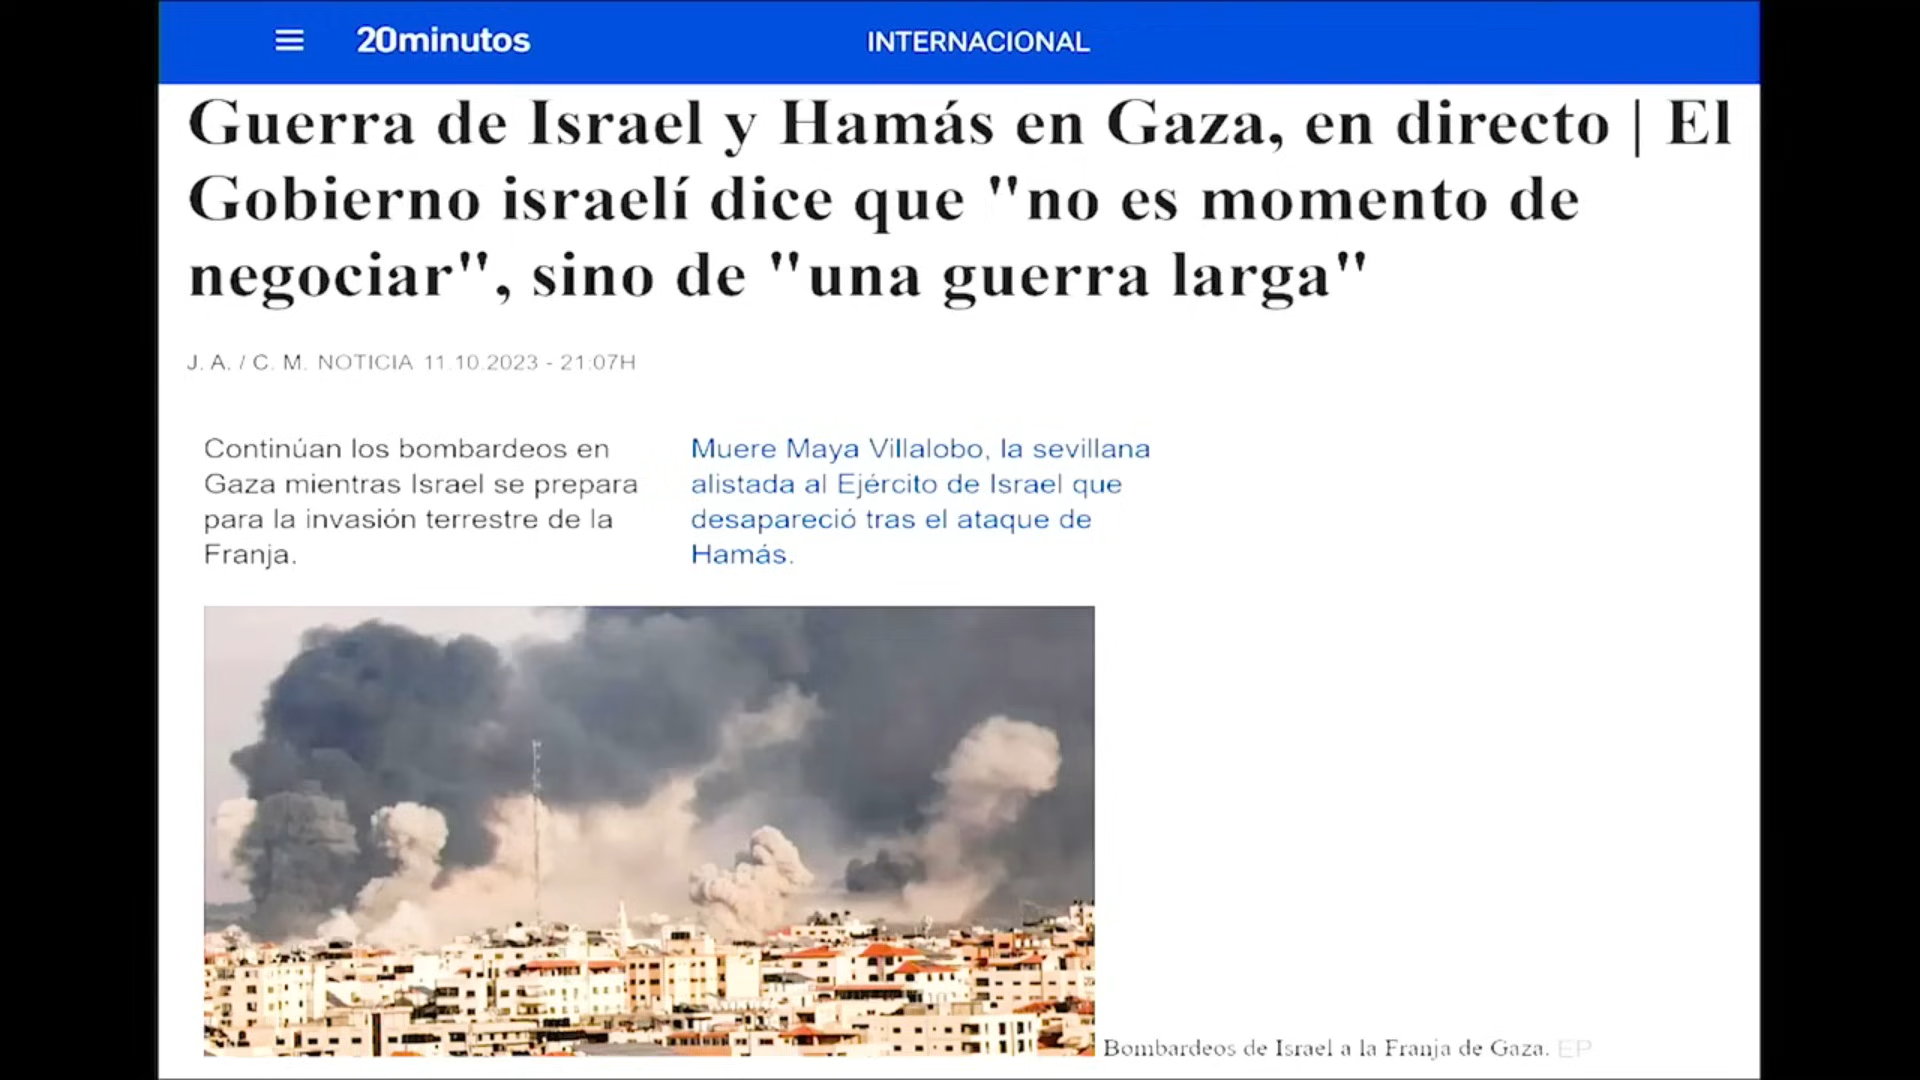 20minutos
INTERNACIONAL
Guerra de Israel y Hamás en Gaza, en directo | El
Gobierno israelí dice que "no es momento de
negociar", sino de "una guerra larga"
J. A. / C. M. NOTICIA 11.10.2023 - 21:07H
Continúan los bombardeos en
Gaza mientras Israel se prepara
para la invasión terrestre de la
Franja.
Muere Maya Villalobo, la sevillana
alistada al Ejército de Israel que
desapareció tras el ataque de
Hamás.
Bombardeos de Israel a la Franja de Gaza. EP